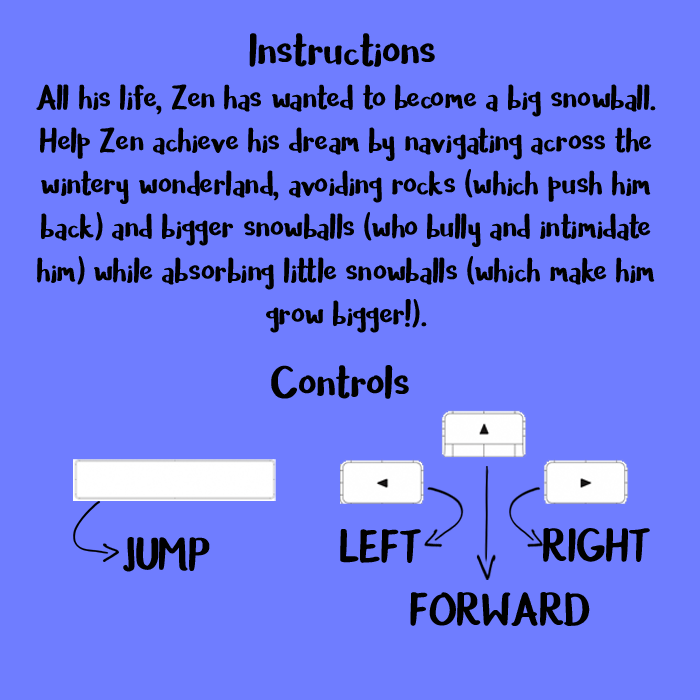 Instructions
All his life, Zen has wanted to become a big snowball.
Help Zen achieve his dream by navigating across the
wintery wonderland, avoiding rocks (which push him
back) and bigger snowballs (who bully and intimidate
him) while absorbing little snowballs (which make him
grow bigger!).
Controls
JUMP
LEFT
RIGHT
FORWARD